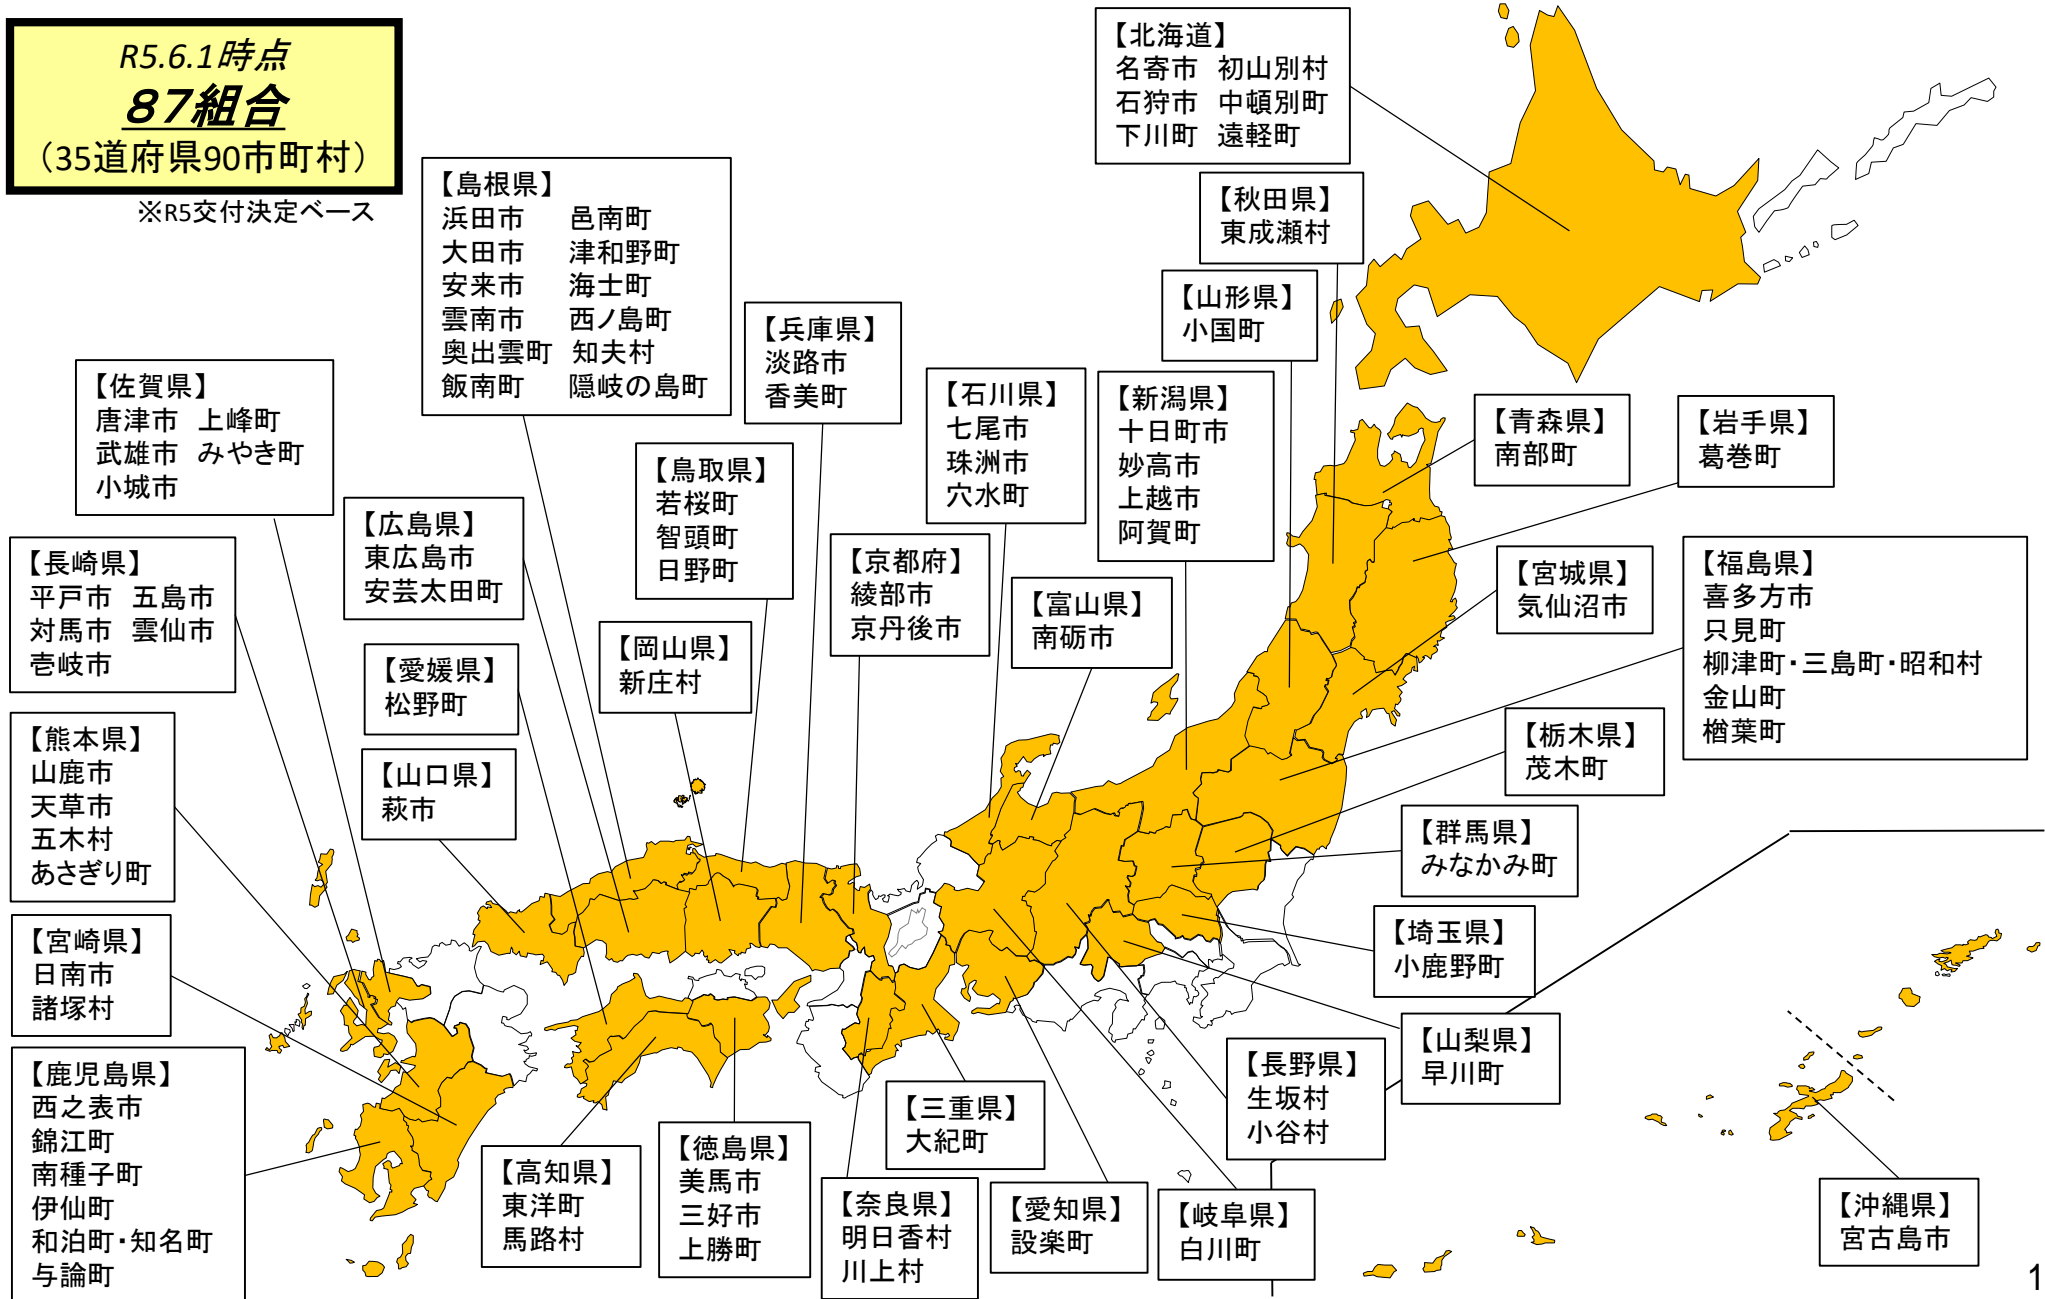 R5.6.1時点
87組合
（35道府県90市町村）
※R5交付決定ベース
【北海道】
名寄市 初山別村
石狩市 中頓別町
下川町 遠軽町
【秋田県】
東成瀬村
【山形県】
小国町
【島根県】
浜田市 邑南町
大田市 津和野町
安来市 海士町
雲南市 西ノ島町
奥出雲町 知夫村
飯南町 隠岐の島町
【兵庫県】
淡路市
香美町
【佐賀県】
唐津市 上峰町
武雄市 みやき町
小城市
【石川県】
七尾市
珠洲市
穴水町
【新潟県】
十日町市
妙高市
上越市
阿賀町
【青森県】
南部町
【岩手県】
葛巻町
【鳥取県】
若桜町
智頭町
日野町
【広島県】
東広島市
安芸太田町
【長崎県】
平戸市 五島市
対馬市 雲仙市
壱岐市
【京都府】
綾部市
京丹後市
【富山県】
南砺市
【宮城県】
気仙沼市
【福島県】
喜多方市
只見町
柳津町・三島町・昭和村
金山町
楢葉町
【岡山県】
新庄村
【愛媛県】
松野町
【熊本県】
山鹿市
天草市
五木村
あさぎり町
【山口県】
萩市
【栃木県】
茂木町
【群馬県】
みなかみ町
【宮崎県】
日南市
諸塚村
【埼玉県】
小鹿野町
【山梨県】
早川町
【長野県】
生坂村
小谷村
【鹿児島県】
西之表市
錦江町
南種子町
伊仙町
和泊町・知名町
与論町
【三重県】
大紀町
【高知県】
東洋町
馬路村
【徳島県】
美馬市
三好市
上勝町
【奈良県】
明日香村
川上村
【愛知県】
設楽町
【岐阜県】
白川町
【沖縄県】
宮古島市
1